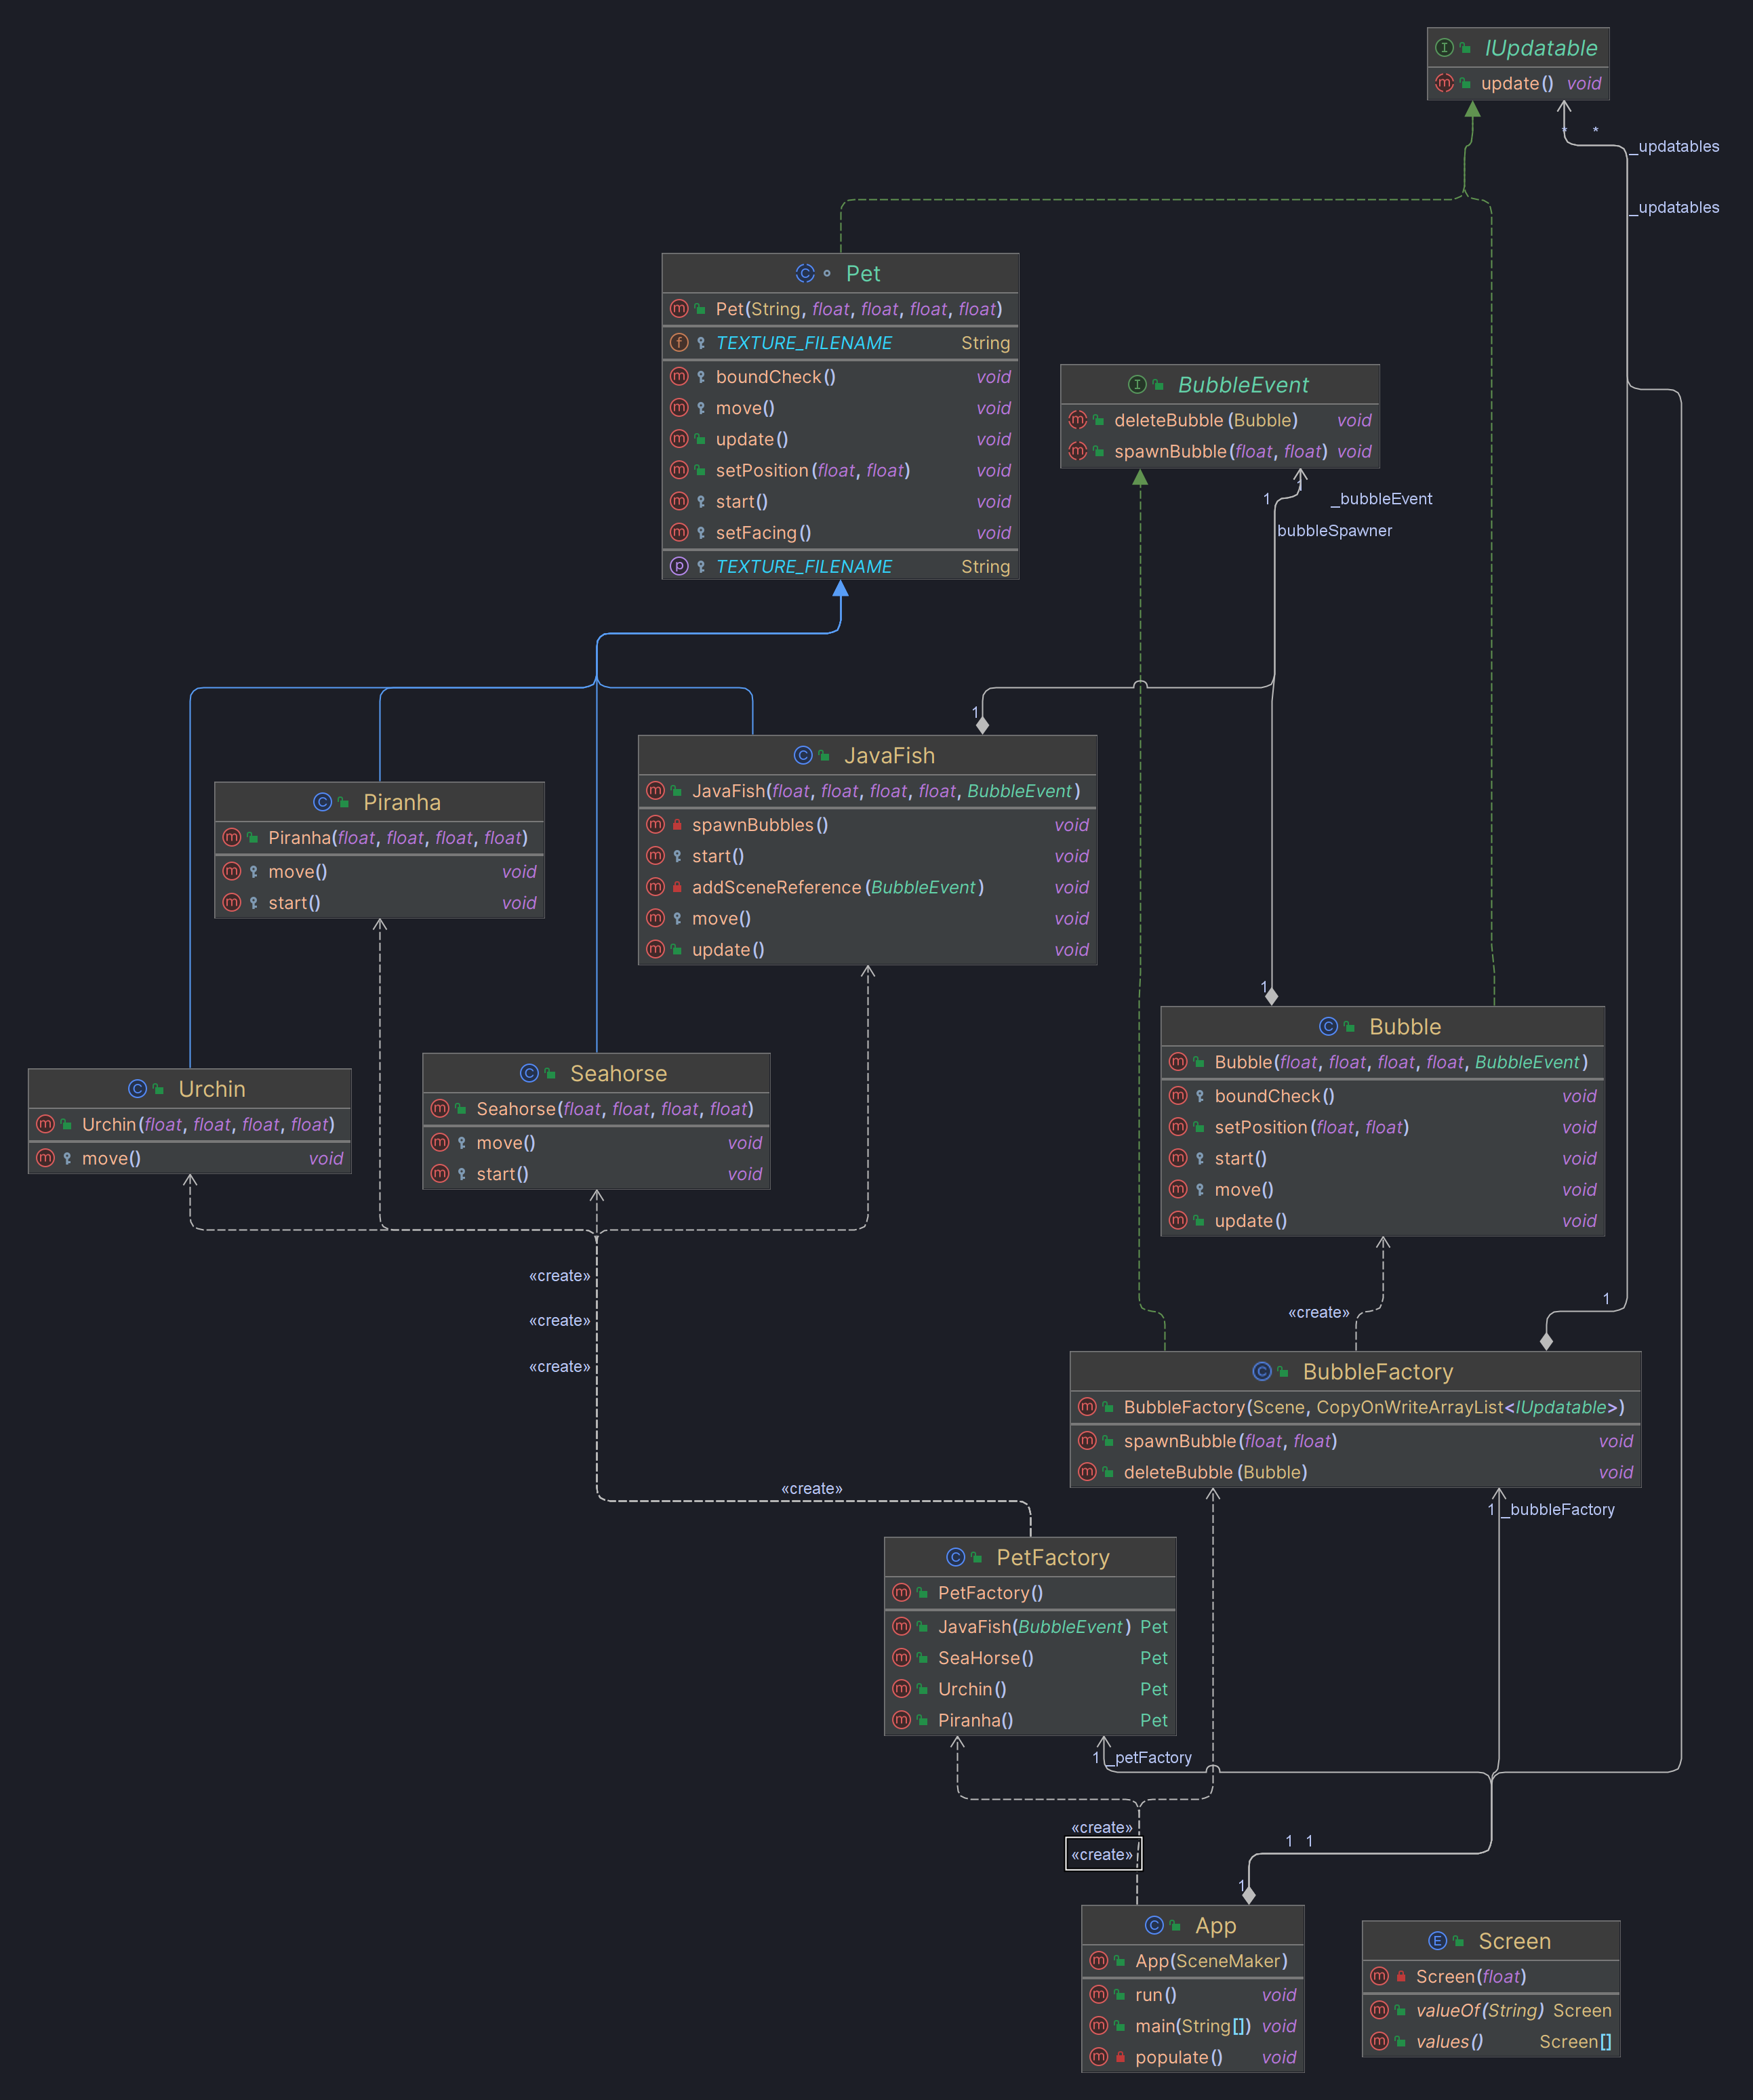 IUpdatable
update() void
* *
_updatables
_updatables
Pet
Pet(String, float, float, float, float)
TEXTURE_FILENAME String
boundCheck() void
move() void
update() void
setPosition(float, float) void
start() void
setFacing() void
TEXTURE_FILENAME String
BubbleEvent
deleteBubble(Bubble) void
spawnBubble(float, float) void
1 _bubbleEvent
bubbleSpawner
1
JavaFish
JavaFish(float, float, float, float, BubbleEvent)
spawnBubbles() void
start() void
addSceneReference(BubbleEvent) void
move() void
update() void
Piranha
Piranha(float, float, float, float)
move() void
start() void
1
Bubble
Bubble(float, float, float, float, BubbleEvent)
boundCheck() void
setPosition(float, float) void
start() void
move() void
update() void
Urchin
Urchin(float, float, float, float)
move() void
Seahorse
Seahorse(float, float, float, float)
move() void
start() void
«create»
«create»
«create»
«create»
«create»
1
BubbleFactory
BubbleFactory(Scene, CopyOnWriteArrayList<IUpdatable>)
spawnBubble(float, float) void
deleteBubble(Bubble) void
1 _bubbleFactory
PetFactory
PetFactory()
JavaFish(BubbleEvent) Pet
SeaHorse() Pet
Urchin() Pet
Piranha() Pet
1 _petFactory
«create»
«create»
1 1
1
App
App(SceneMaker)
run() void
main(String[]) void
populate() void
Screen
Screen(float)
valueOf(String) Screen
values() Screen[]